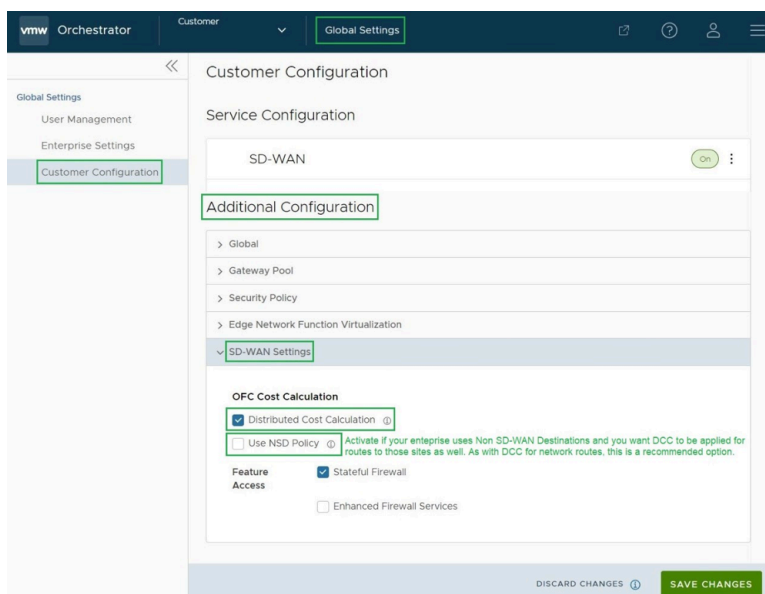 vmw Orchestrator
Customer
Global Settings
Customer Configuration
Global Settings
User Management
Enterprise Settings
Customer Configuration
Service Configuration
SD-WAN
On
Additional Configuration
Global
Gateway Pool
Security Policy
Edge Network Function Virtualization
SD-WAN Settings
OFC Cost Calculation
Distributed Cost Calculation
Use NSD Policy
Activate if your enteprise uses Non SD-WAN Destinations and you want DCC to be applied for
routes to those sites as well. As with DCC for network routes, this is a recommended option.
Feature
Access
Stateful Firewall
Enhanced Firewall Services
DISCARD CHANGES
SAVE CHANGES